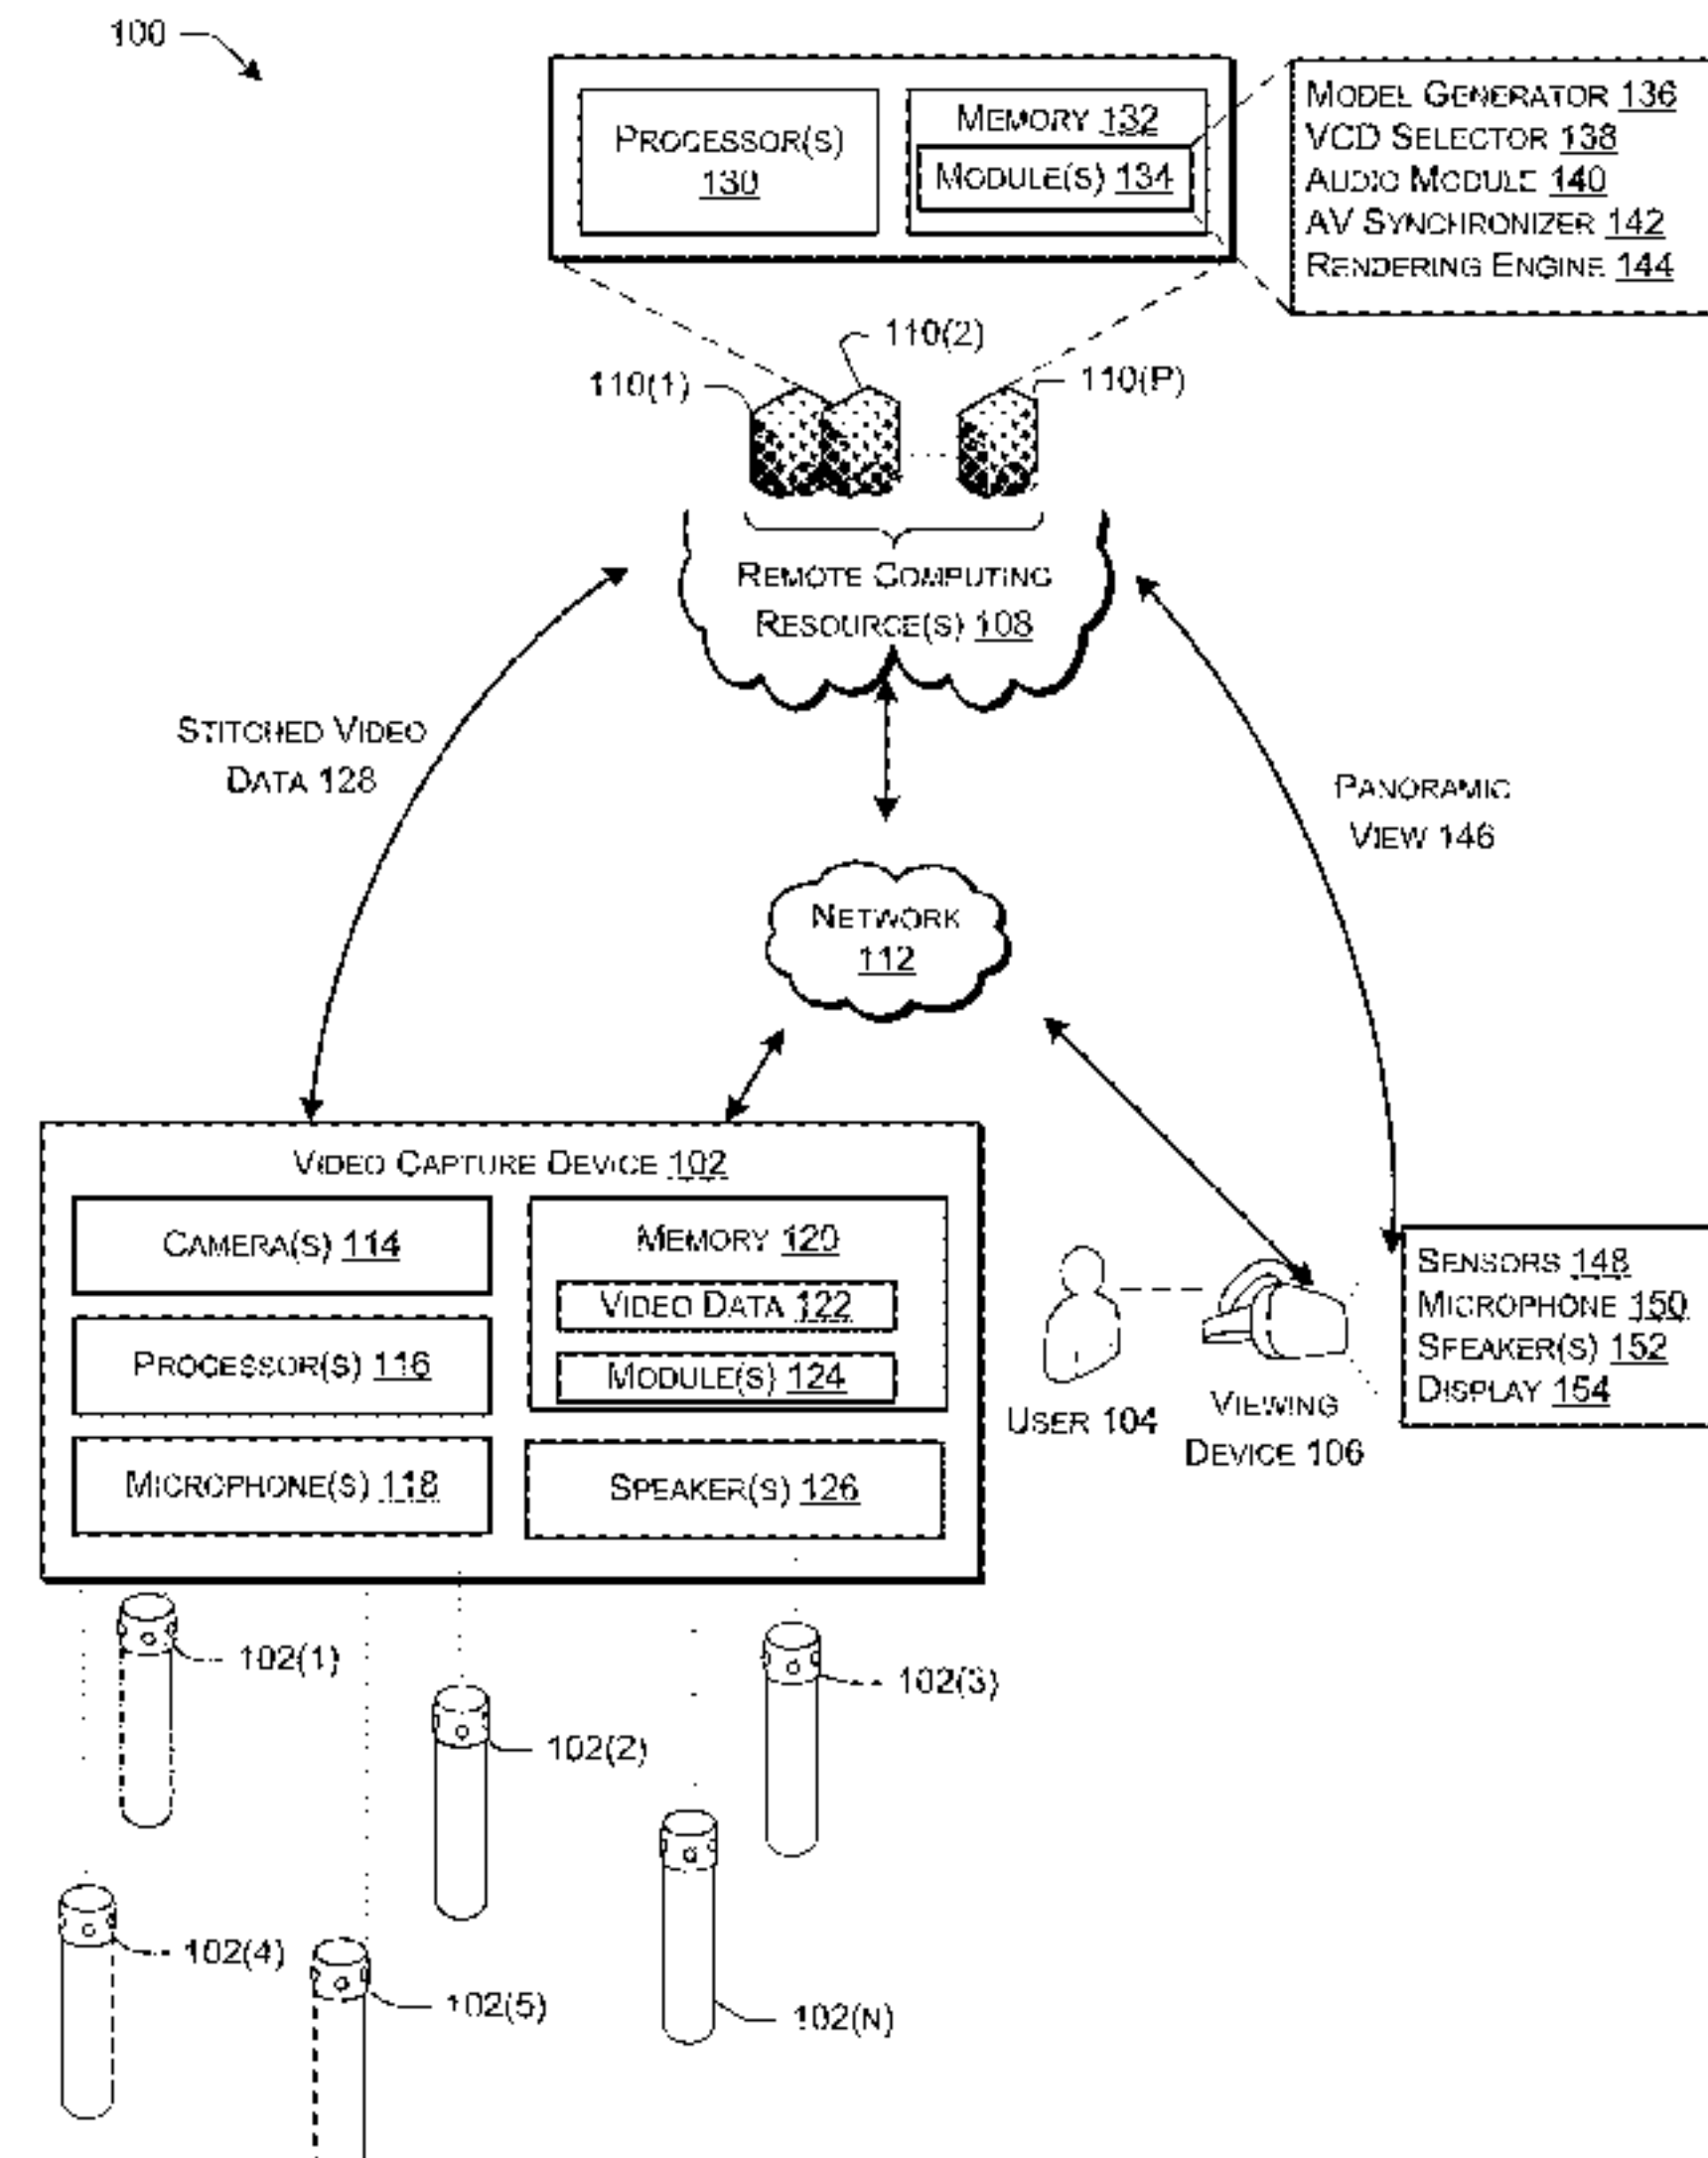 100
PROCESSOR(S)
130
MEMORY 132
MODULE(S) 134
MODEL GENERATOR 136
VCD SELECTOR 138
AUDIO MODULE 140
AV SYNCHRONIZER 142
RENDERING ENGINE 144
110(1)
110(2)
110(P)
REMOTE COMPUTING
RESOURCE(S) 108
STITCHED VIDEO
DATA 128
PANORAMIC
VIEW 146
NETWORK
112
VIDEO CAPTURE DEVICE 102
CAMERA(S) 114
PROCESSOR(S) 116
MICROPHONE(S) 118
MEMORY 120
VIDEO DATA 122
MODULE(S) 124
SPEAKER(S) 126
USER 104
VIEWING
DEVICE 106
SENSORS 148
MICROPHONE 150
SPEAKER(S) 152
DISPLAY 154
102(1)
102(2)
102(3)
102(4)
102(5)
102(N)